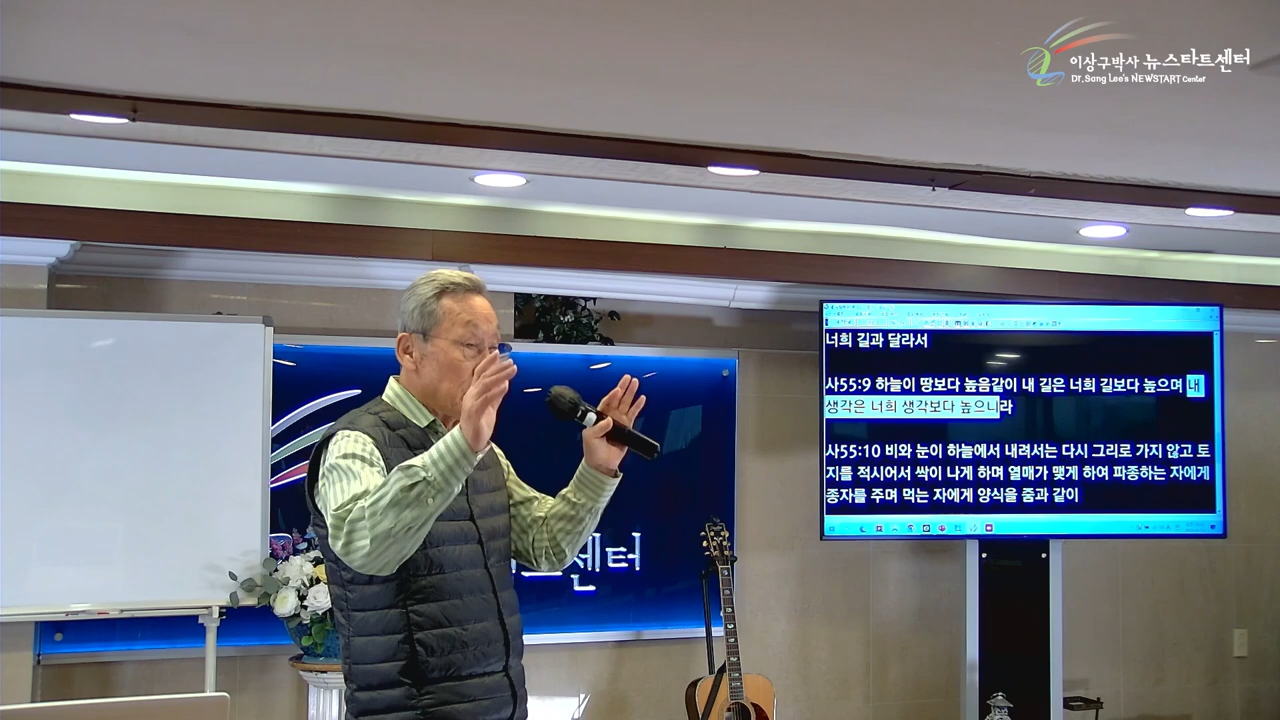 이상구박사 뉴스타트센터
Dr. Sang Lee's NEWSTART Center
너희 길과 달라서
사55:9 하늘이 땅보다 높음같이 내 길은 너희 길보다 높으며 내
생각은 너희 생각보다 높으니라
사55:10 비와 눈이 하늘에서 내려서는 다시 그리로 가지 않고 토
지를 적시어서 싹이 나게 하며 열매가 맺게 하여 파종하는 자에게
종자를 주며 먹는 자에게 양식을 줌과 같이
센터